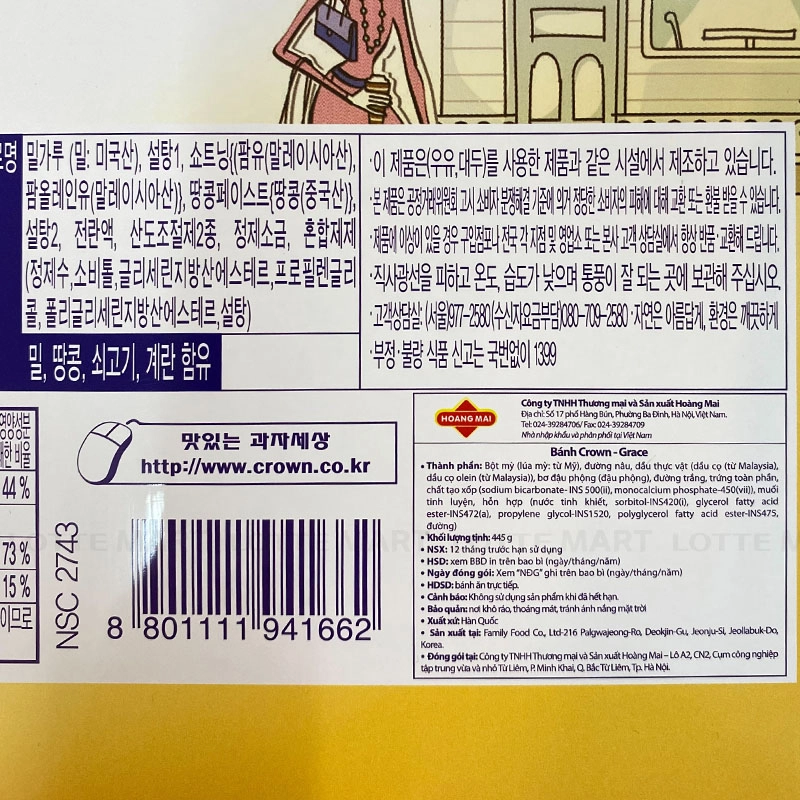 밀가루 (밀: 미국산), 설탕1, 쇼트닝{(팜유(말레이시아산),
팜올레인유(말레이시아산)}, 땅콩페이스트{땅콩(중국산)},
설탕2, 전란액, 산도조절제2종, 정제소금, 혼합제제
(정제수,소비톨,글리세린지방산에스테르,프로필렌글리
콜, 폴리글리세린지방산에스테르,설탕)
밀, 땅콩, 쇠고기, 계란 함유
·이 제품은(우유,대두)를 사용한 제품과 같은 시설에서 제조하고 있습니다.
·본 제품은 공정거래위원회 고시 소비자 분쟁해결 기준에 의거 정당한 소비자의 피해에 대해 교환 또는 환불 받을 수 있습니다.
·제품에 이상이 있을 경우 구입점포나 전국 각 지점 및 영업소 또는 본사 고객 상담실에서 항상 반품·교환해 드립니다.
·직사광선을 피하고 온도, 습도가 낮으며 통풍이 잘 되는 곳에 보관해 주십시오.
·고객상담실: (서울)977-2580(수신자요금부담)080-709-2580 ·자연은 아름답게, 환경은 깨끗하게
·부정·불량 식품 신고는 국번없이 1399
영양성분
대한 비율
44 %
73 %
15 %
이므로
맛있는 과자세상
http://www.crown.co.kr
NSC 2743
8 801111 941662
HOANG MAI
Công ty TNHH Thương mại và Sản xuất Hoàng Mai
Địa chỉ: Số 17 phố Hàng Bún, Phường Ba Đình, Hà Nội, Việt Nam.
Tel: 024-39284706/ Fax: 024-39284709
Nhà nhập khẩu và phân phối tại Việt Nam
Bánh Crown - Grace
• Thành phần: Bột mỳ (lúa mỹ: từ Mỹ), đường nâu, dầu thực vật (dầu cọ (từ Malaysia),
dầu cọ olein (từ Malaysia)), bơ đậu phộng (đậu phộng), đường trắng, trứng toàn phần,
chất tạo xốp (sodium bicarbonate- INS 500(ii), monocalcium phosphate-450(vii)), muối
tinh luyện, hỗn hợp (nước tinh khiết, sorbitol-INS420(i), glycerol fatty acid
ester-INS472(a), propylene glycol-INS1520, polyglycerol fatty acid ester-INS475,
đường)
• Khối lượng tịnh: 445 g
• NSX: 12 tháng trước hạn sử dụng
• HSD: xem BBD in trên bao bì (ngày/tháng/năm)
• Ngày đóng gói: Xem "NĐG" ghi trên bao bì (ngày/tháng/năm)
• HDSD: bánh ăn trực tiếp.
• Cảnh báo: Không sử dụng sản phẩm khi đã hết hạn.
• Bảo quản: nơi khô ráo, thoáng mát, tránh ánh nắng mặt trời
• Xuất xứ: Hàn Quốc
• Sản xuất tại: Family Food Co., Ltd-216 Palgwajeong-Ro, Deokjin-Gu, Jeonju-Si, Jeollabuk-Do,
Korea.
• Đóng gói tại: Công ty TNHH Thương mại và Sản xuất Hoàng Mai – Lô A2, CN2, Cụm công nghiệp
tập trung vừa và nhỏ Từ Liêm, P. Minh Khai, Q. Bắc Từ Liêm, Tp. Hà Nội.
LOTTE MART LOTTE MART LOTTE